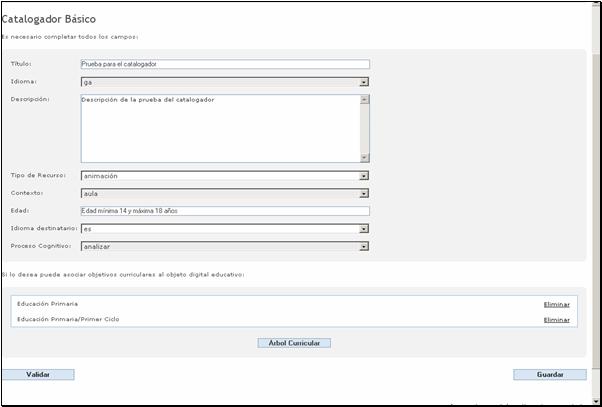 Catalogador Básico
Es necesario completar todos los campos:
Título: Prueba para el catalogador
Idioma: ga
Descripción: Descripción de la prueba del catalogador
Tipo de Recurso: animación
Contexto: aula
Edad: Edad mínima 14 y máxima 18 años
Idioma destinatario: es
Proceso Cognitivo: analizar
Si lo desea puede asociar objetivos curriculares al objeto digital educativo:
Educación Primaria Eliminar
Educación Primaria/Primer Ciclo Eliminar
Arbol Curricular
Validar Guardar